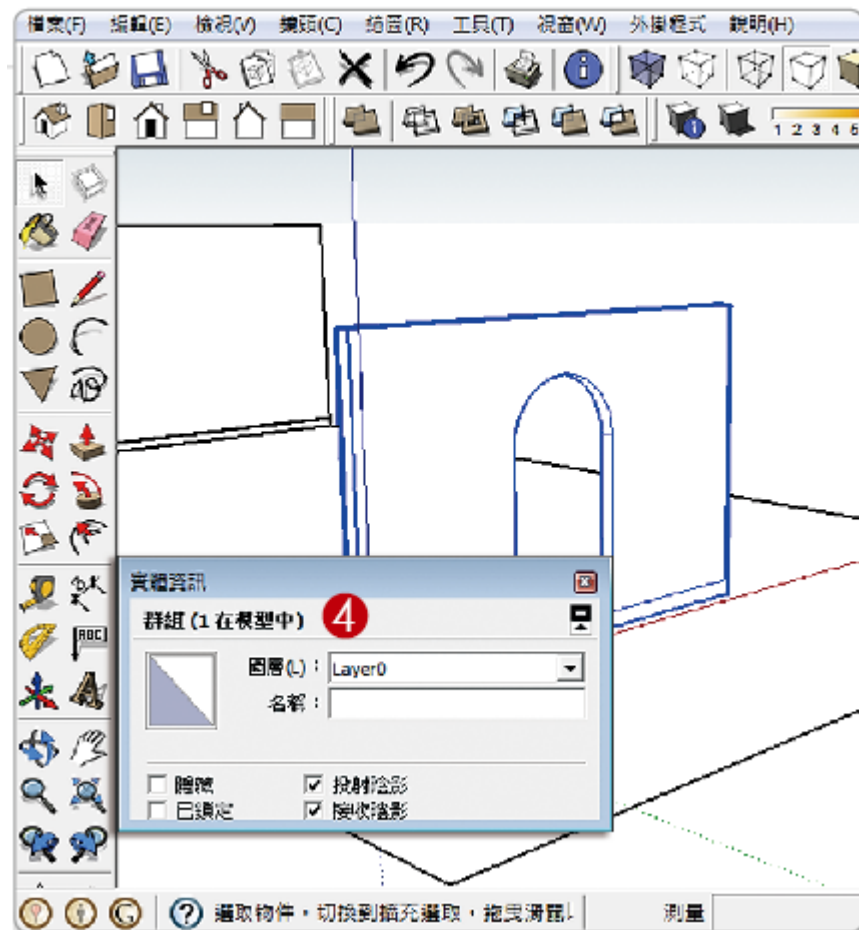 檔案(F) 編輯(E) 檢視(V) 鏡頭(C) 繪圖(R) 工具(T) 視窗(W) 外掛程式 說明(H)
1 2 3 4 5
ABC
實體資訊
群組 (1 在模型中) 4
圖層(L)： Layer0
名稱：
隱藏 投射陰影
已鎖定 接收陰影
選取物件。切換到擴充選取。拖曳滑鼠 測量